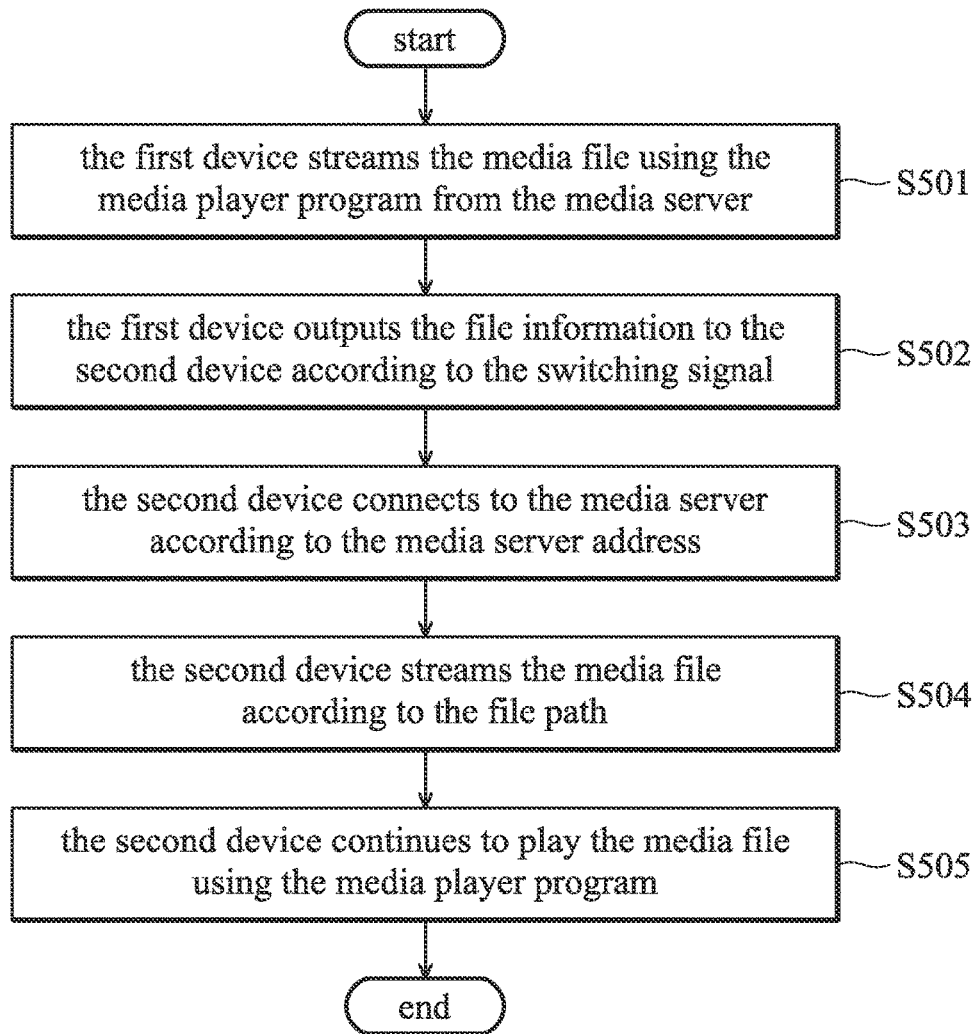 start
the first device streams the media file using the
media player program from the media server
S501
the first device outputs the file information to the
second device according to the switching signal
S502
the second device connects to the media server
according to the media server address
S503
the second device streams the media file
according to the file path
S504
the second device continues to play the media file
using the media player program
S505
end